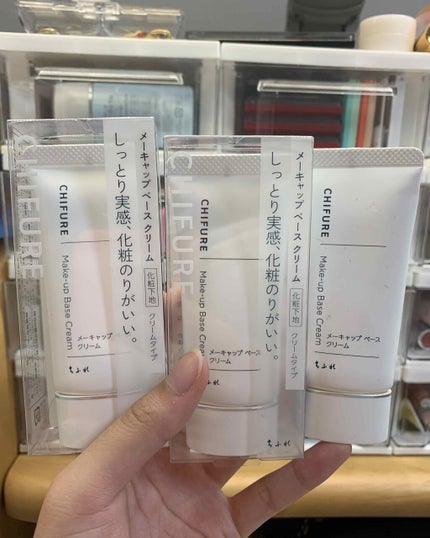 CHIFURE
メーキャップ ベース クリーム
化粧下地
クリームタイプ
しっとり実感、化粧のりがいい。
CHIFURE
Make-up Base Cream
メーキャップ
クリーム
ちふれ
CHIFURE
メーキャップ ベース クリーム
化粧下地
クリームタイプ
しっとり実感、化粧のりがいい。
CHIFURE
Make-up Base Cream
メーキャップ ベース
クリーム
ちふれ
CHIFURE
Make-up Base Cream
メーキャップ ベース
クリーム